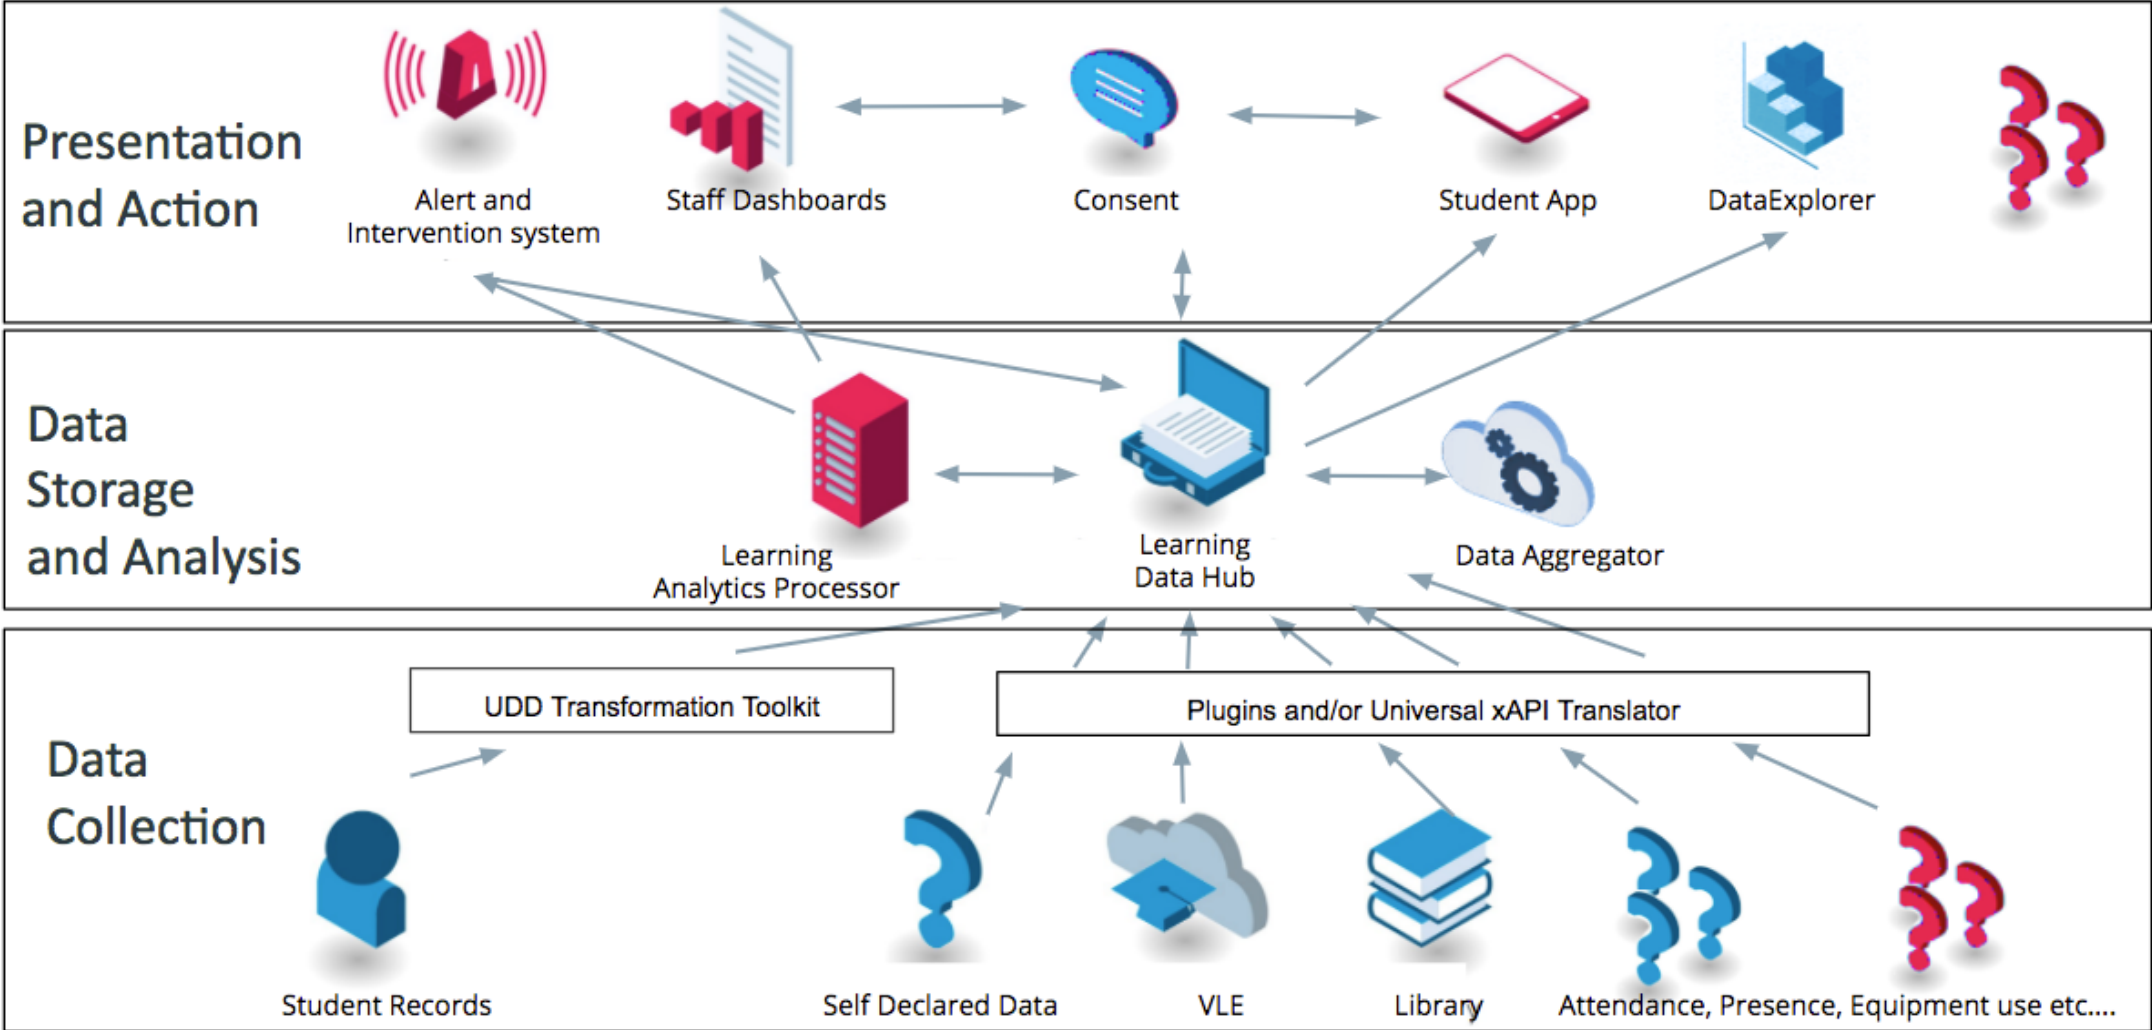 Presentation
and Action
Alert and
Intervention system
Staff Dashboards
Consent
Student App
DataExplorer
Data
Storage
and Analysis
Learning
Analytics Processor
Learning
Data Hub
Data Aggregator
Data
Collection
UDD Transformation Toolkit
Plugins and/or Universal xAPI Translator
Student Records
Self Declared Data
VLE
Library
Attendance, Presence, Equipment use etc....